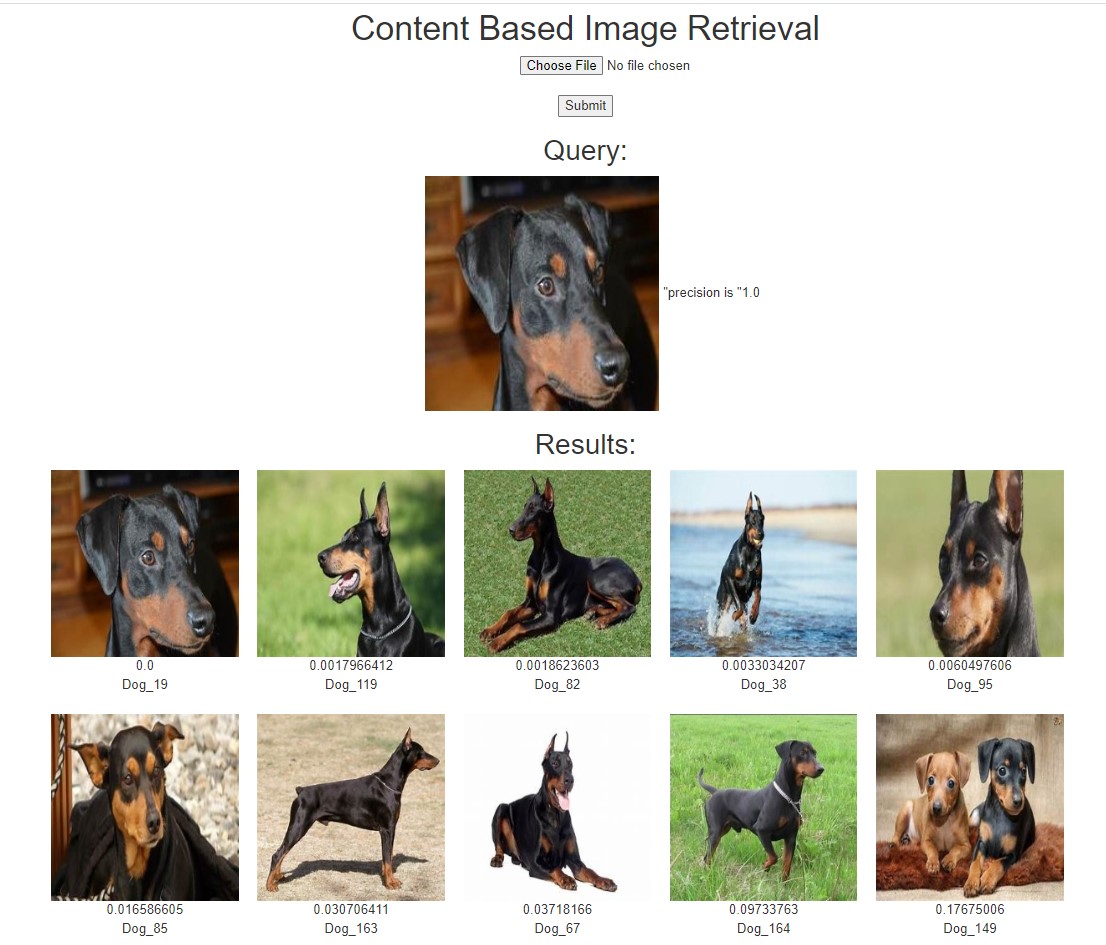 Content Based Image Retrieval
Choose File No file chosen
Submit
Query:
"precision is "1.0
Results:
0.0 0.0017966412 0.0018623603 0.0033034207 0.0060497606
Dog_19 Dog_119 Dog_82 Dog_38 Dog_95
0.016586605 0.030706411 0.03718166 0.09733763 0.17675006
Dog_85 Dog_163 Dog_67 Dog_164 Dog_149